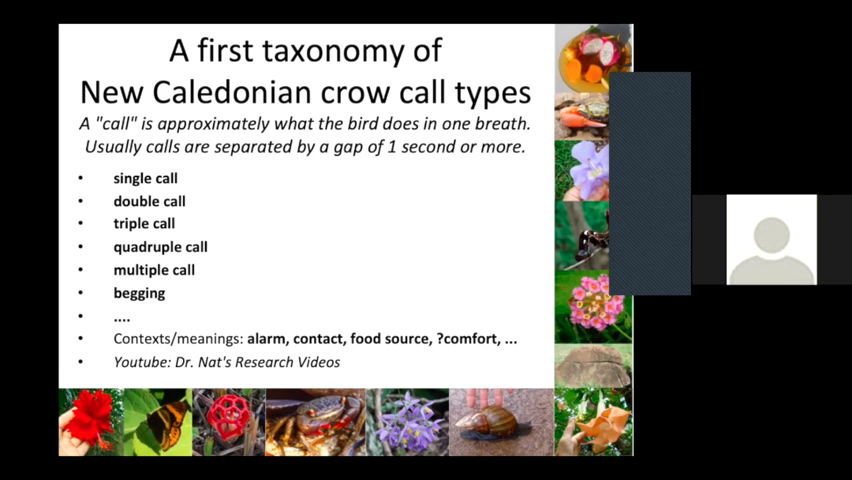 A first taxonomy of
New Caledonian crow call types
A "call" is approximately what the bird does in one breath.
Usually calls are separated by a gap of 1 second or more.
• single call
• double call
• triple call
• quadruple call
• multiple call
• begging
• ....
• Contexts/meanings: alarm, contact, food source, ?comfort, ...
• Youtube: Dr. Nat's Research Videos